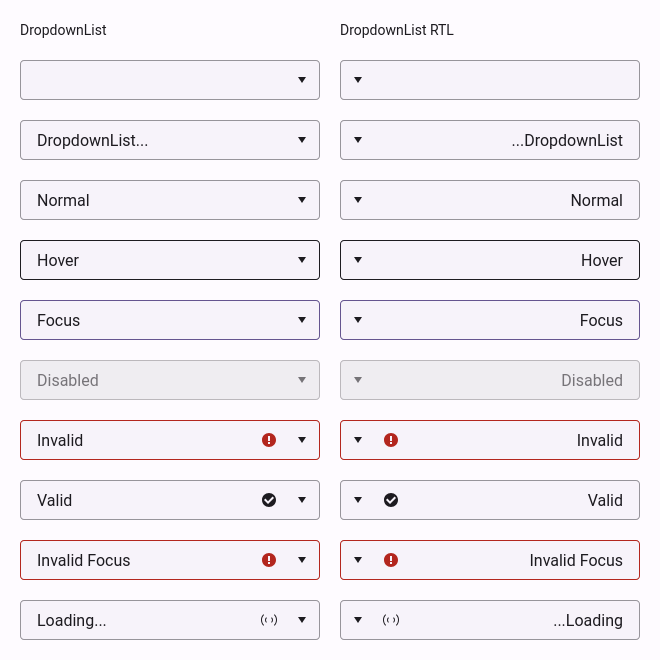 DropdownList
DropdownList RTL
DropdownList...
...DropdownList
Normal
Normal
Hover
Hover
Focus
Focus
Disabled
Disabled
Invalid
Invalid
Valid
Valid
Invalid Focus
Invalid Focus
Loading...
...Loading